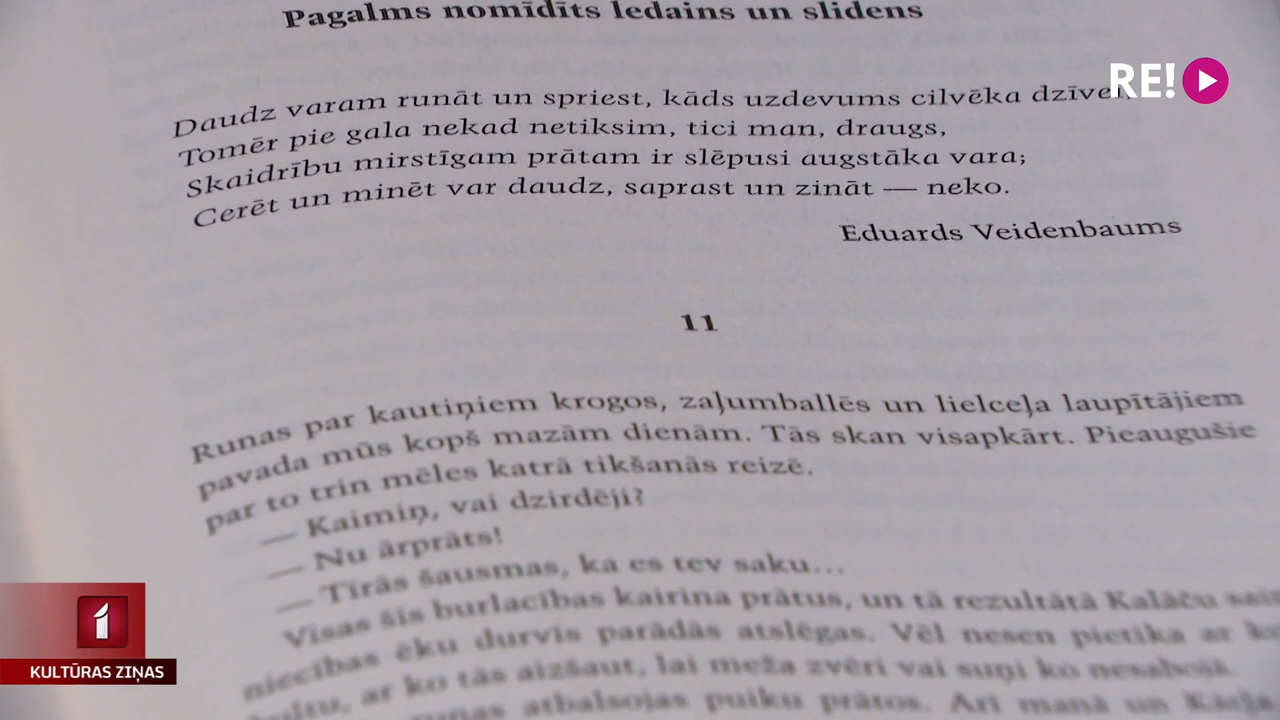 Pagalms nomīdīts ledains un slidens
RE!
Daudz varam runāt un spriest, kāds uzdevums cilvēka dzīvei,
Tomēr pie gala nekad netiksim, tici man, draugs,
Skaidrību mirstīgam prātam ir slēpusi augstāka vara;
Cerēt un minēt var daudz, saprast un zināt — neko.
Eduards Veidenbaums
11
Runas par kautiņiem krogos, zaļumballēs un lielceļa laupītājiem
pavada mūs kopš mazām dienām. Tās skan visapkārt. Pieaugušie
par to trin mēles katrā tikšanās reizē.
— Kaimiņ, vai dzirdēji?
— Nu ārprāts!
— Tīrās šausmas, ka es tev saku...
Visas šīs burlacības kairina prātus, un tā rezultātā Kalāču
niecības ēku durvīs parādās atslēgas. Vēl nesen pietika ar
bultu, ar ko tās aizšaut, lai meža zvēri vai suņi ko nesabojā.
runas atbalsojas puiku prātos. Arī manā un
1
KULTŪRAS ZIŅAS